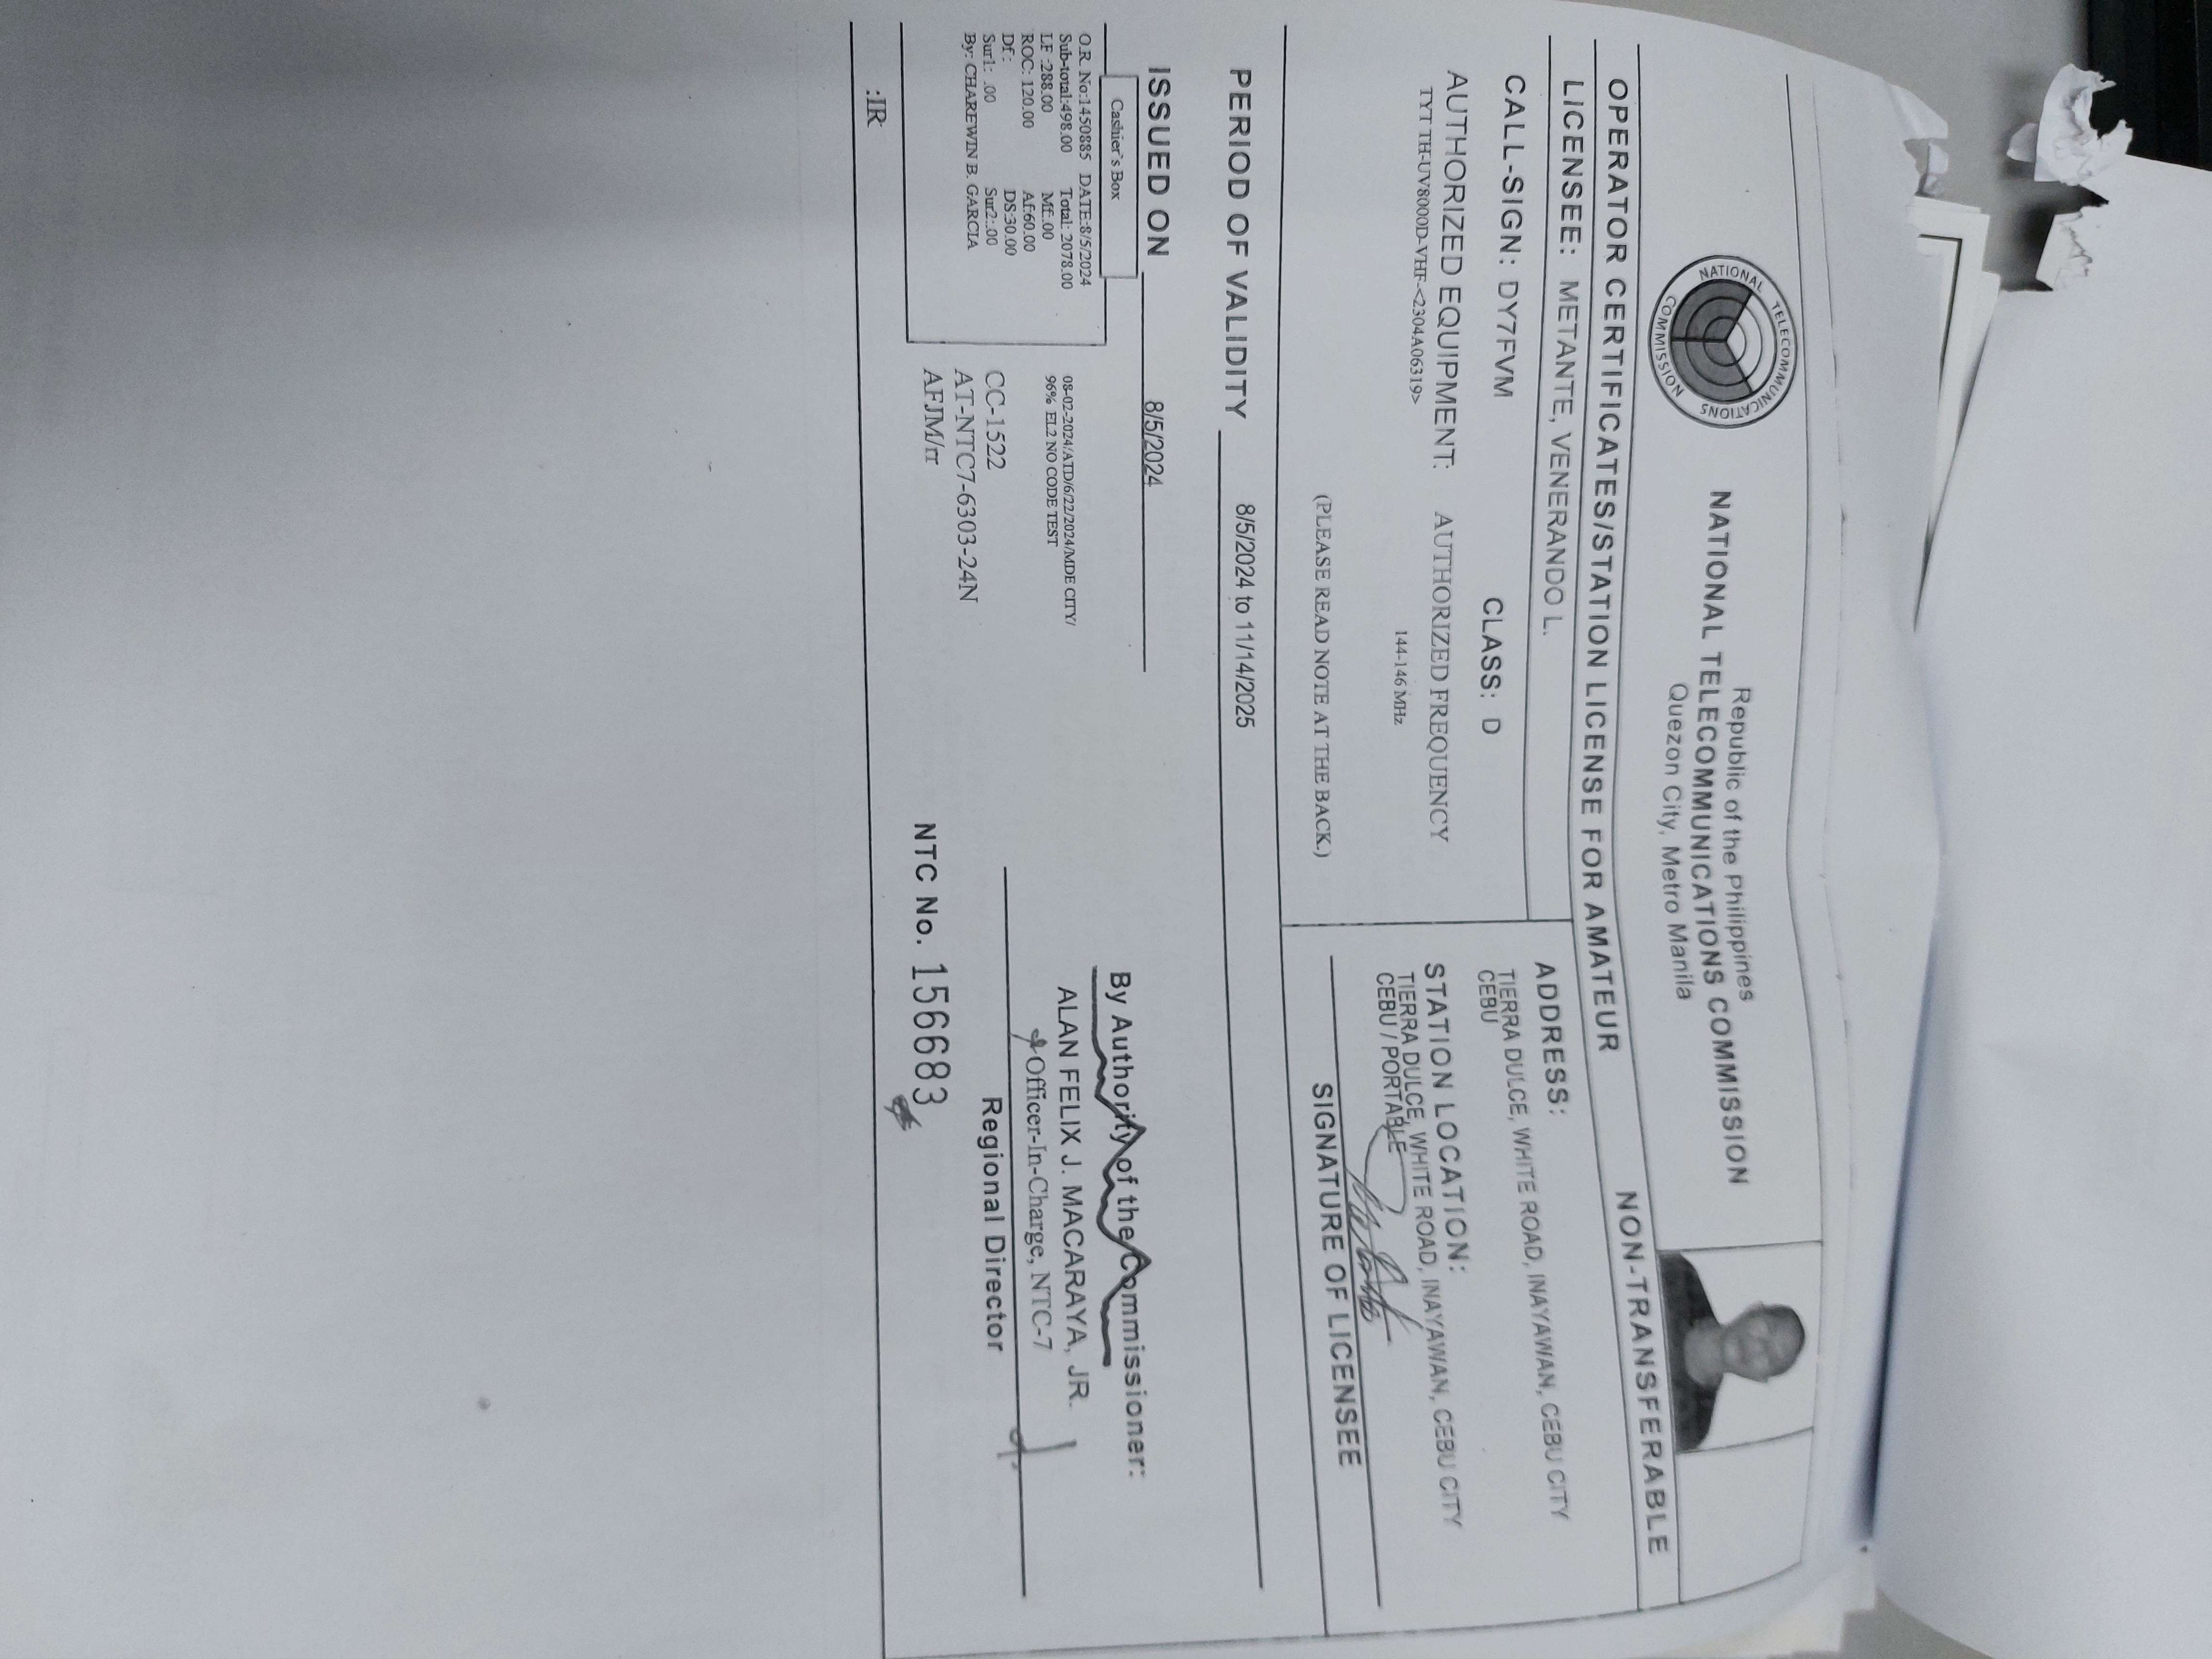 Republic of the Philippines
NATIONAL TELECOMMUNICATIONS COMMISSION
Quezon City, Metro Manila
NATIONAL TELECOMMUNICATIONS COMMISSION
OPERATOR CERTIFICATES/STATION LICENSE FOR AMATEUR
NON-TRANSFERABLE
LICENSEE: METANTE, VENERANDO L.
CALL-SIGN: DY7FVM
CLASS: D
AUTHORIZED EQUIPMENT:
AUTHORIZED FREQUENCY
TYT TH-UV8000D-VHF-<2304A06319>
144-146 MHz
(PLEASE READ NOTE AT THE BACK.)
ADDRESS:
TIERRA DULCE, WHITE ROAD, INAYAWAN, CEBU CITY
CEBU
STATION LOCATION:
TIERRA DULCE, WHITE ROAD, INAYAWAN, CEBU CITY
CEBU / PORTABLE
SIGNATURE OF LICENSEE
PERIOD OF VALIDITY 8/5/2024 to 11/14/2025
ISSUED ON 8/5/2024
Cashier's Box
O.R. No:1450885 DATE:8/5/2024
Sub-total:498.00 Total: 2078.00
LF :288.00 Mf:.00
ROC: 120.00 Af:60.00
Df : DS:30.00
Sur1: .00 Sur2:.00
By: CHAREWIN B. GARCIA
08-02-2024/ATD/6/22/2024/MDE CITY/
96% EL2 NO CODE TEST
CC-1522
AT-NTC7-6303-24N
AFJM/rr
By Authority of the Commissioner:
ALAN FELIX J. MACARAYA, JR.
Officer-In-Charge, NTC-7
Regional Director
NTC No. 156683
:IR